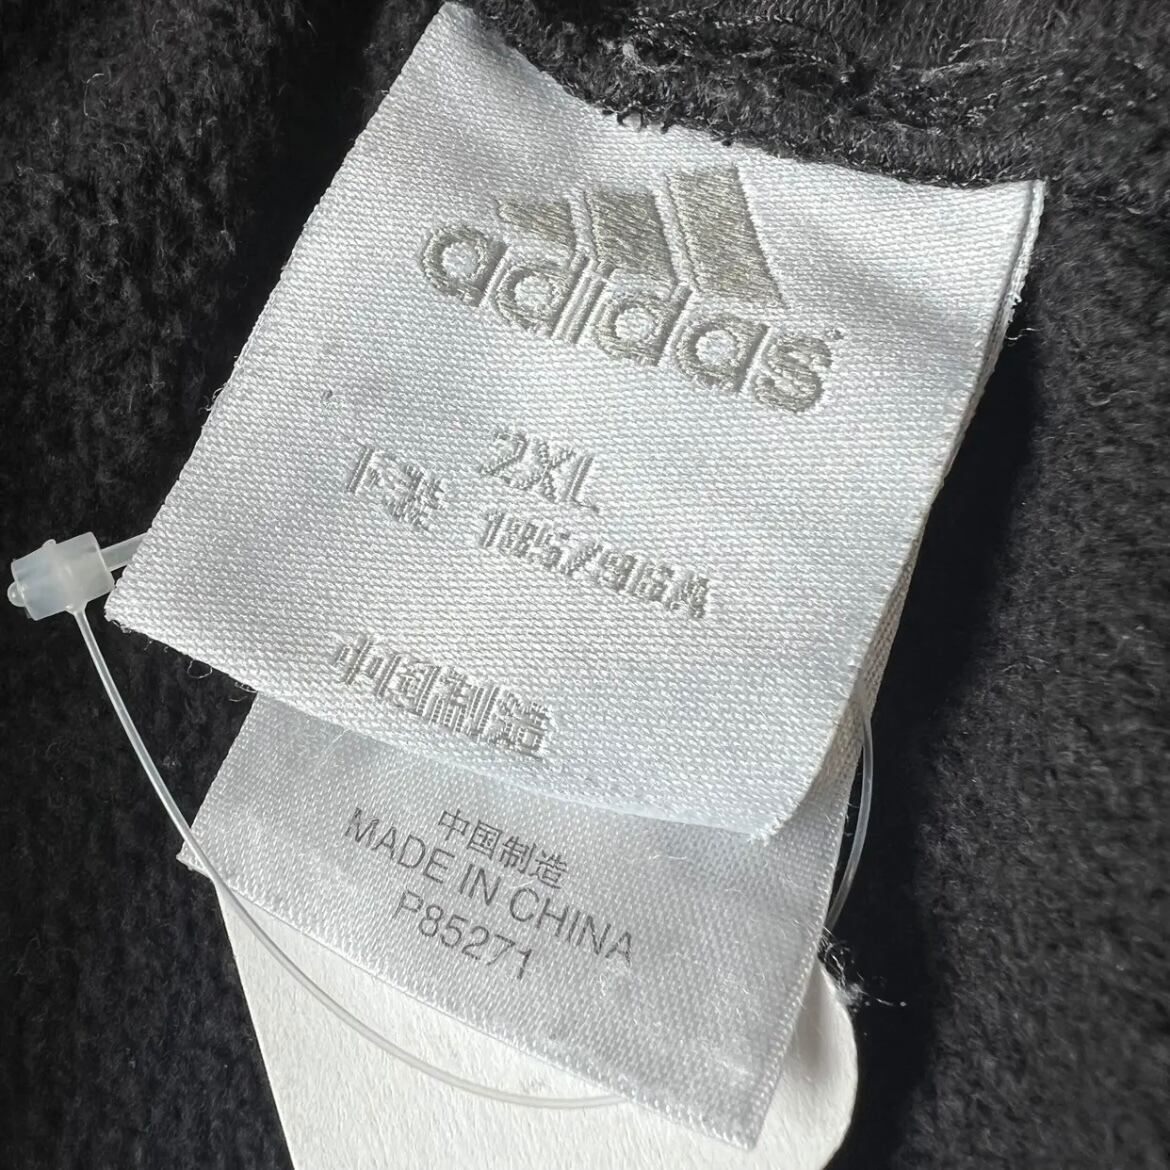 adidas
2XL
下装 185/96A
中国制造
中国制造
MADE IN CHINA
P85271